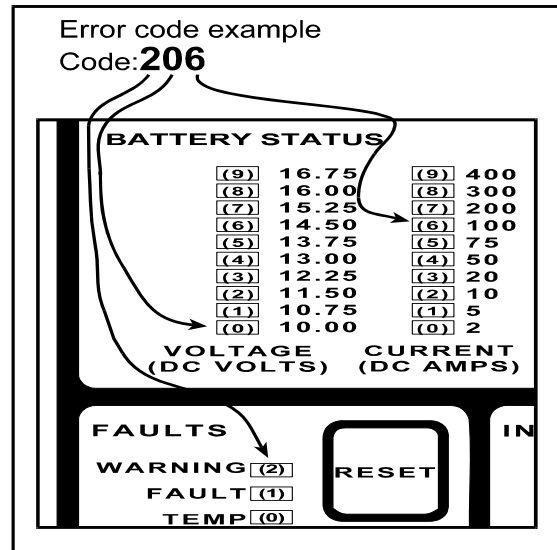 Error code example
Code:206
BATTERY STATUS
(9) 16.75 (9) 400
(8) 16.00 (8) 300
(7) 15.25 (7) 200
(6) 14.50 (6) 100
(5) 13.75 (5) 75
(4) 13.00 (4) 50
(3) 12.25 (3) 20
(2) 11.50 (2) 10
(1) 10.75 (1) 5
(0) 10.00 (0) 2
VOLTAGE CURRENT
(DC VOLTS) (DC AMPS)
FAULTS IN
WARNING (2)
RESET
FAULT (1)
TEMP (0)